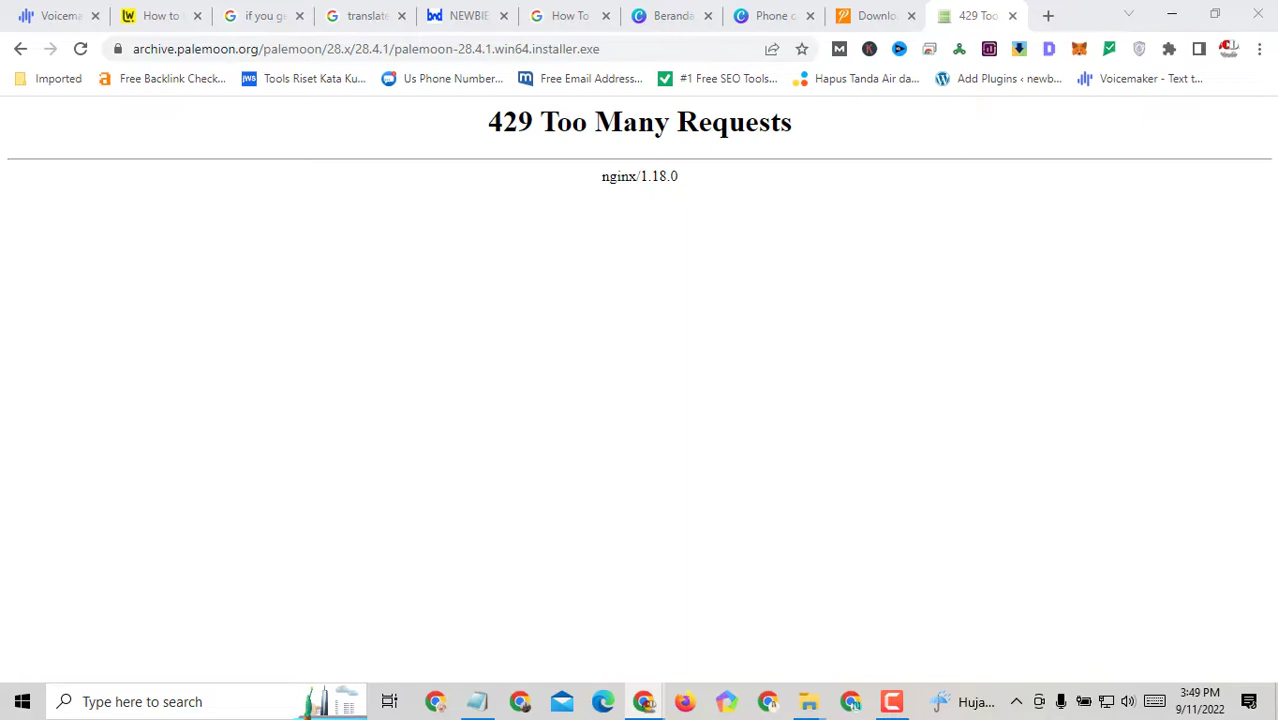 Voicema
How to
if you ge
translate
NEWBIE
How To
Beranda
Phone c
Downlo
429 Too
archive.palemoon.org/palemoon/28.x/28.4.1/palemoon-28.4.1.win64.installer.exe
Imported
Free Backlink Check...
Tools Riset Kata Ku...
Us Phone Number...
Free Email Address...
#1 Free SEO Tools...
Hapus Tanda Air da...
Add Plugins ‹ newb...
Voicemaker - Text t...
429 Too Many Requests
nginx/1.18.0
Type here to search
Huja...
3:49 PM
9/11/2022